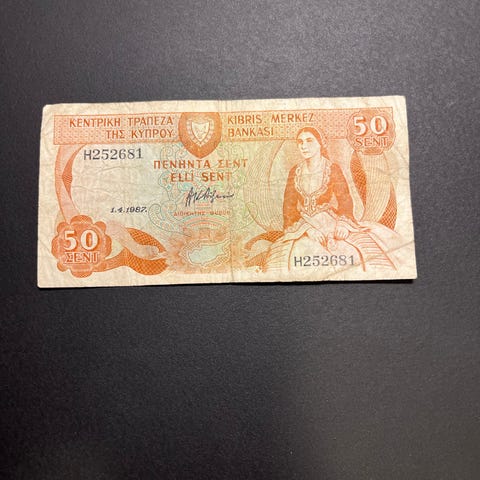 ΚΕΝΤΡΙΚΗ ΤΡΑΠΕΖΑ
ΤΗΣ ΚΥΠΡΟΥ
KIBRIS MERKEZ
BANKASI
50
SENT
H252681
ΠΕΝΗΝΤΑ ΣΕΝΤ
ELLİ SENT
1.4.1987.
ΔΙΟΙΚΗΤΗΣ
50
ΣΕΝΤ
H252681